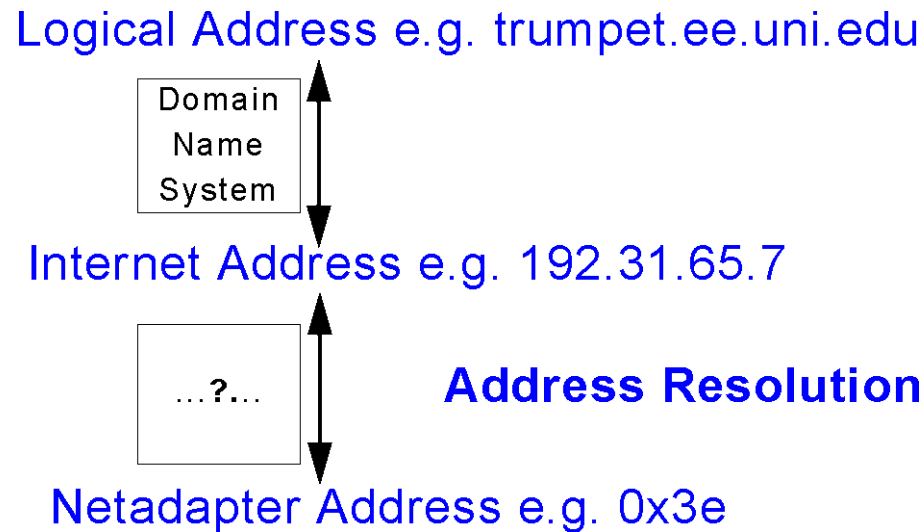 Logical Address e.g. trumpet.ee.uni.edu
Domain
Name
System
Internet Address e.g. 192.31.65.7
...?....
Address Resolution
Netadapter Address e.g. 0x3e